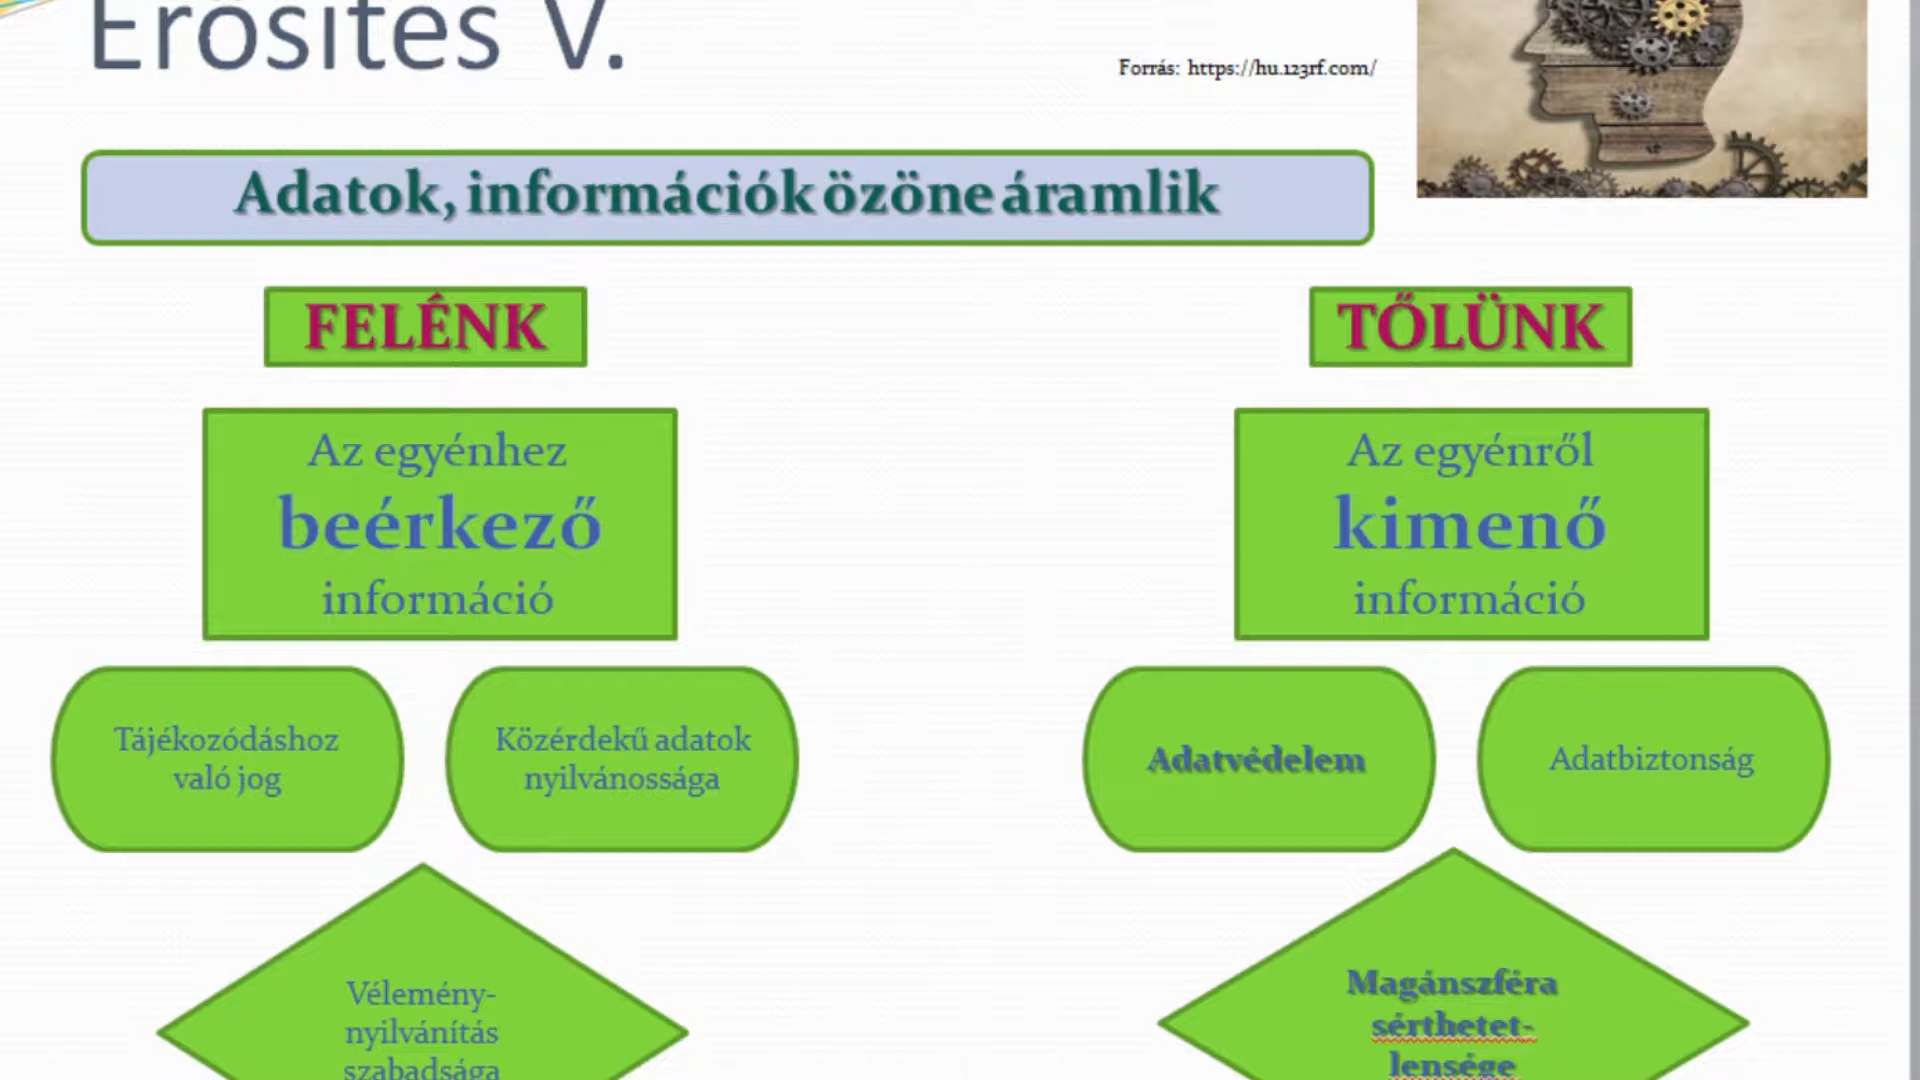 Erősítés V.
Forrás: https://hu.123rf.com/
Adatok, információk özöne áramlik
FELÉNK
TŐLÜNK
Az egyénhez
beérkező
információ
Az egyénről
kimenő
információ
Tájékozódáshoz
való jog
Közérdekű adatok
nyilvánossága
Adatvédelem
Adatbiztonság
Vélemény-
nyilvánítás
szabadsága
Magánszféra
sérthetet-
lensége